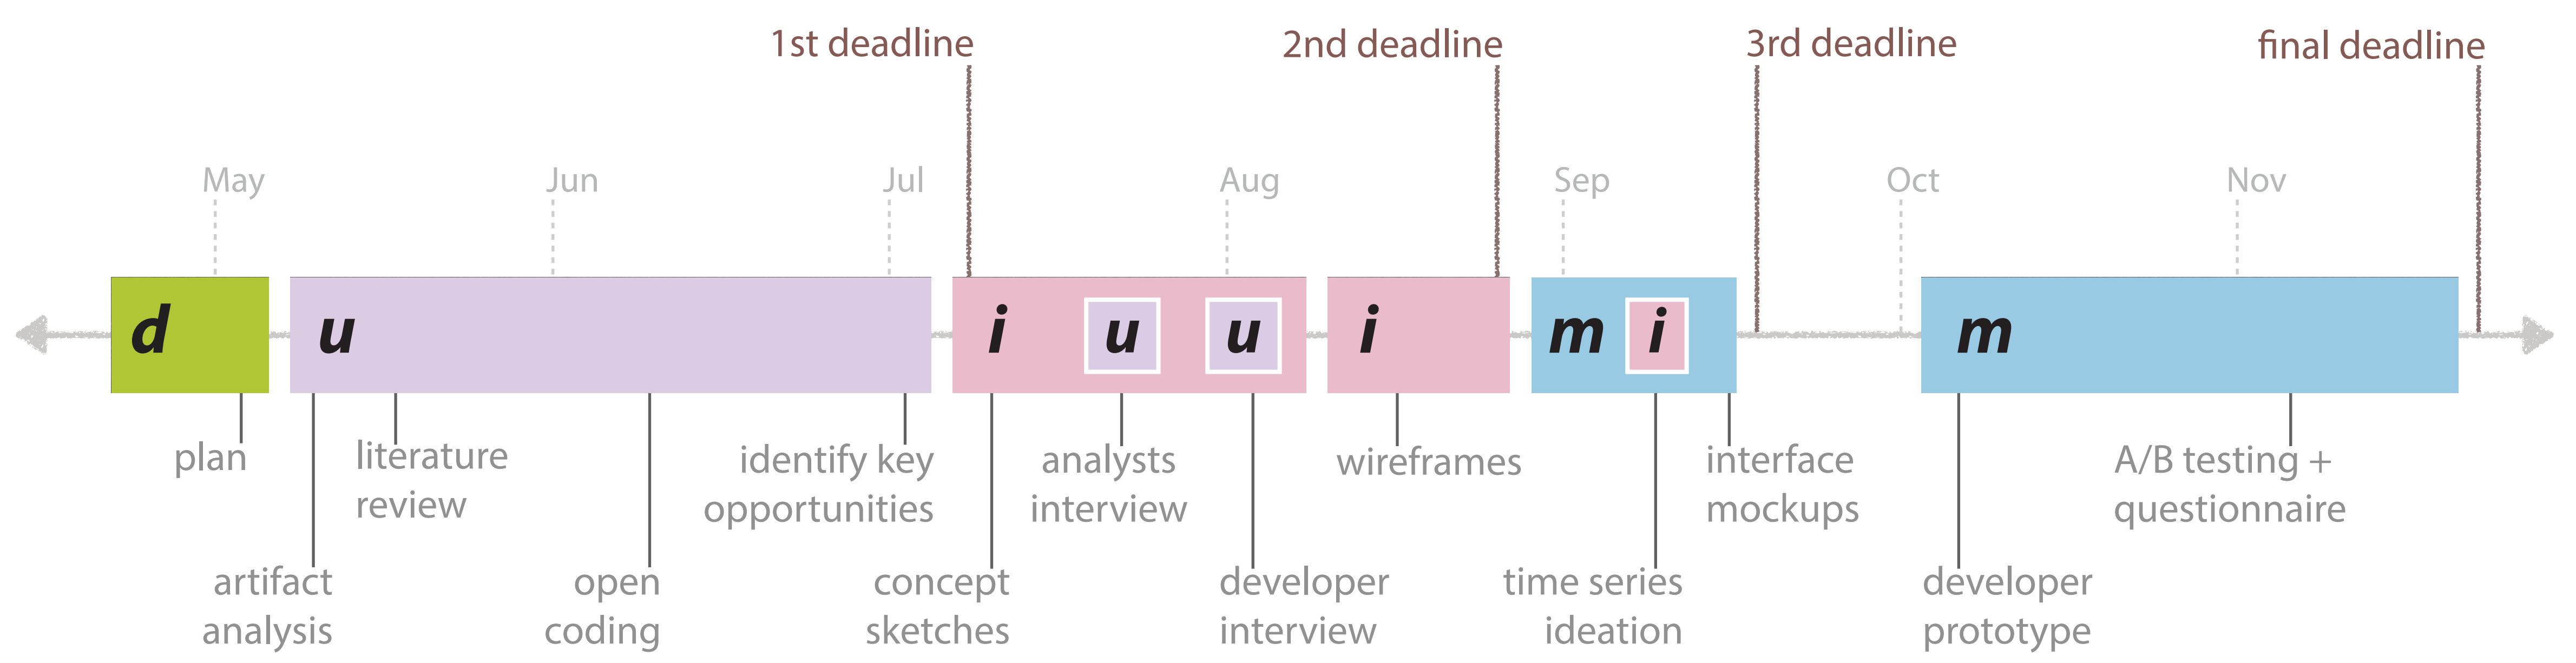 1st deadline
2nd deadline
3rd deadline
final deadline
May
Jun
Jul
Aug
Sep
Oct
Nov
d
u
i
u
u
i
m
i
m
plan
literature
review
identify key
opportunities
analysts
interview
wireframes
interface
mockups
A/B testing +
questionnaire
artifact
analysis
open
coding
concept
sketches
developer
interview
time series
ideation
developer
prototype